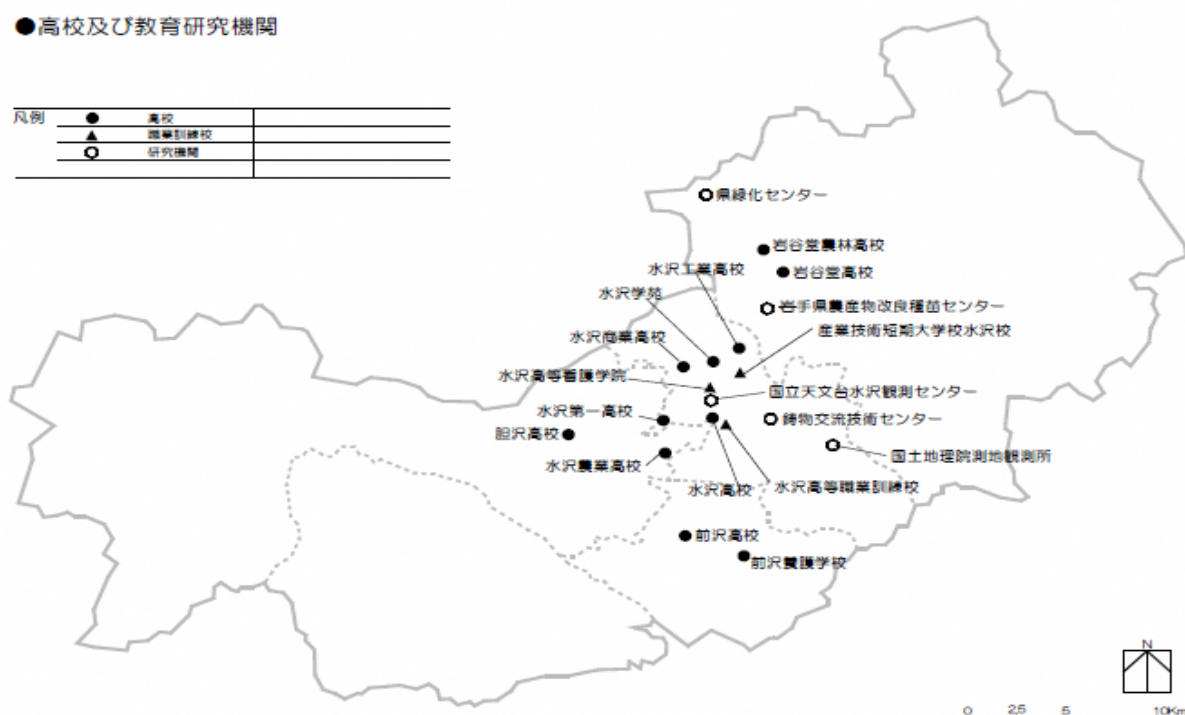 ●高校及び教育研究機関
凡例
● 高校
▲ 職業訓練校
研究機関
県緑化センター
岩谷堂農林高校
水沢工業高校
岩谷堂高校
水沢学苑
岩手県農産物改良種苗センター
産業技術短期大学校水沢校
水沢商業高校
水沢高等看護学院
国立天文台水沢観測センター
水沢第一高校
鋳物交流技術センター
胆沢高校
国土地理院測地観測所
水沢農業高校
水沢高校
水沢高等職業訓練校
前沢高校
前沢養護学校
N
0 2.5 5 10Km